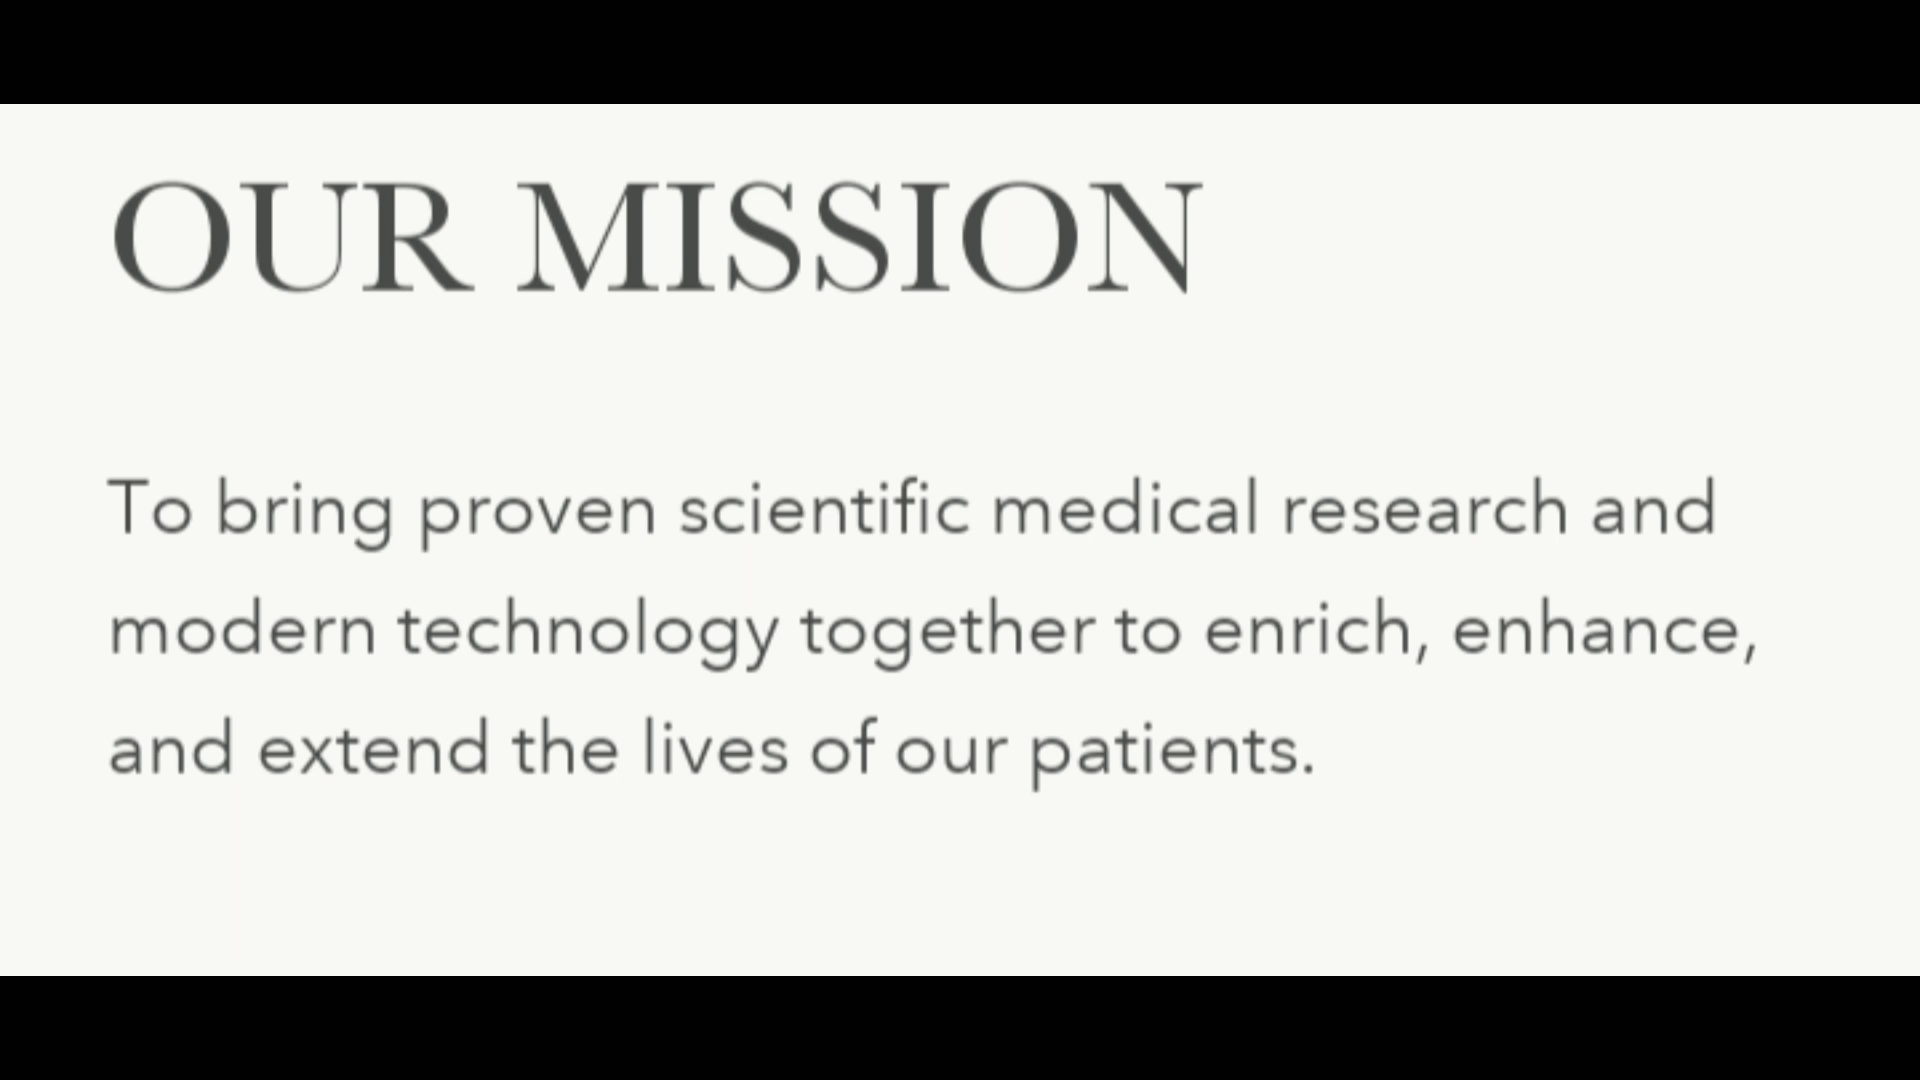 OUR MISSION
To bring proven scientific medical research and
modern technology together to enrich, enhance,
and extend the lives of our patients.